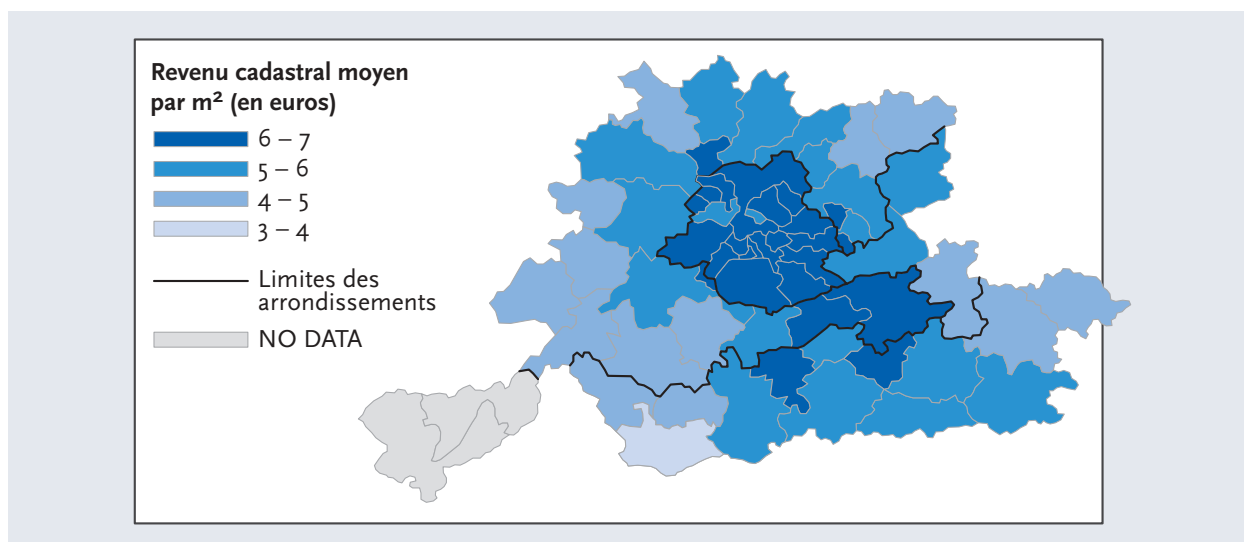 Revenu cadastral moyen
par m² (en euros)
6 – 7
5 – 6
4 – 5
3 – 4
Limites des
arrondissements
NO DATA